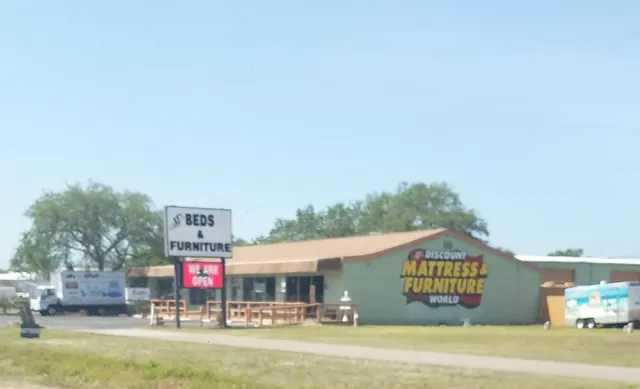 BEDS
&
FURNITURE
WE ARE
OPEN
DISCOUNT
MATTRESS &
FURNITURE
WORLD